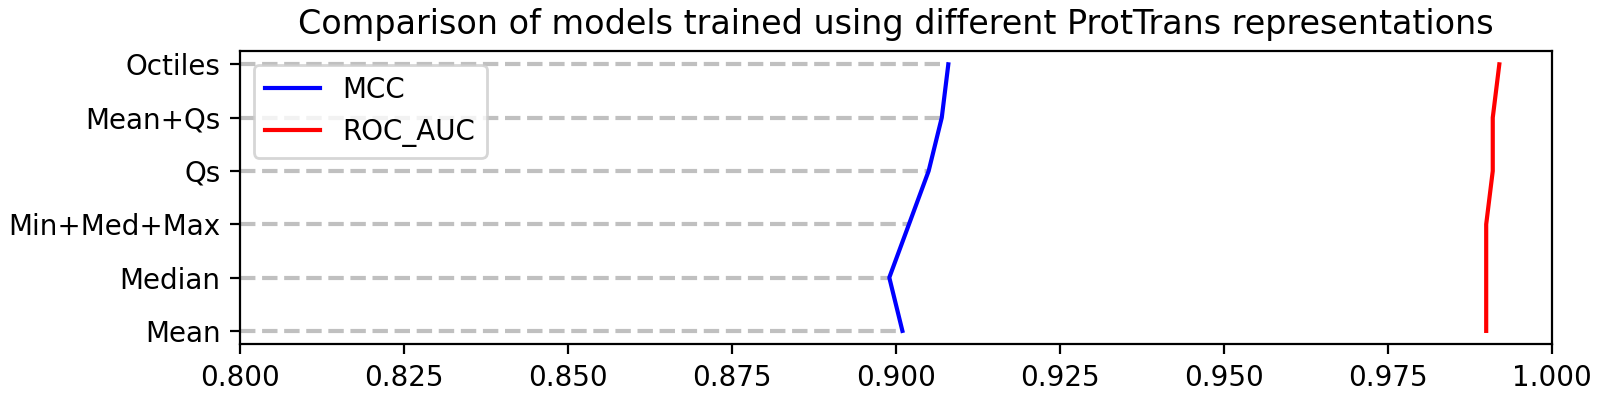 Comparison of models trained using different ProtTrans representations
Octiles
Mean+Qs
Qs
Min+Med+Max
Median
Mean
MCC
ROC_AUC
0.800 0.825 0.850 0.875 0.900 0.925 0.950 0.975 1.000